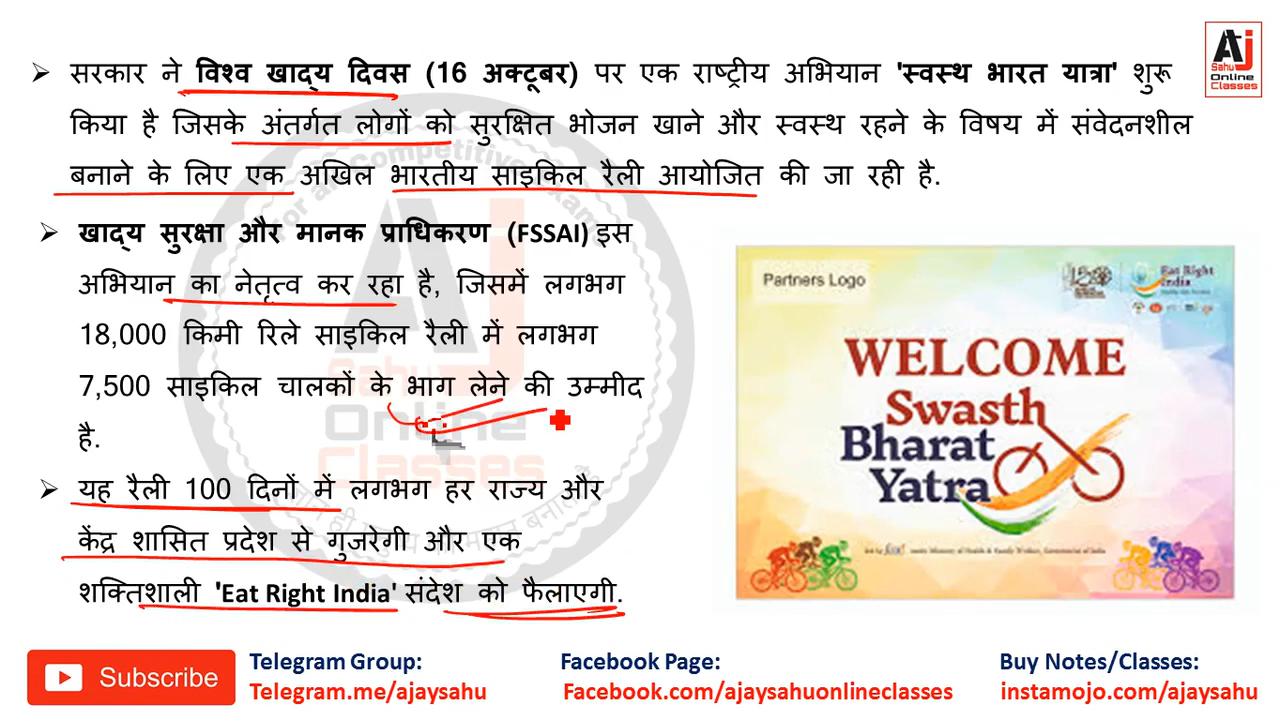 सरकार ने विश्व खाद्य दिवस (16 अक्टूबर) पर एक राष्ट्रीय अभियान 'स्वस्थ भारत यात्रा' शुरू
किया है जिसके अंतर्गत लोगों को सुरक्षित भोजन खाने और स्वस्थ रहने के विषय में संवेदनशील
बनाने के लिए एक अखिल भारतीय साइकिल रैली आयोजित की जा रही है.
खाद्य सुरक्षा और मानक प्राधिकरण (FSSAI) इस
अभियान का नेतृत्व कर रहा है, जिसमें लगभग
18,000 किमी रिले साइकिल रैली में लगभग
7,500 साइकिल चालकों के भाग लेने की उम्मीद
है.
यह रैली 100 दिनों में लगभग हर राज्य और
केंद्र शासित प्रदेश से गुजरेगी और एक
शक्तिशाली 'Eat Right India' संदेश को फैलाएगी.
Aj
Sahu
Online
Classes
Partners Logo
Eat Right
India
WELCOME
Swasth
Bharat
Yatra
Subscribe
Telegram Group:
Telegram.me/ajaysahu
Facebook Page:
Facebook.com/ajaysahuonlineclasses
Buy Notes/Classes:
instamojo.com/ajaysahu